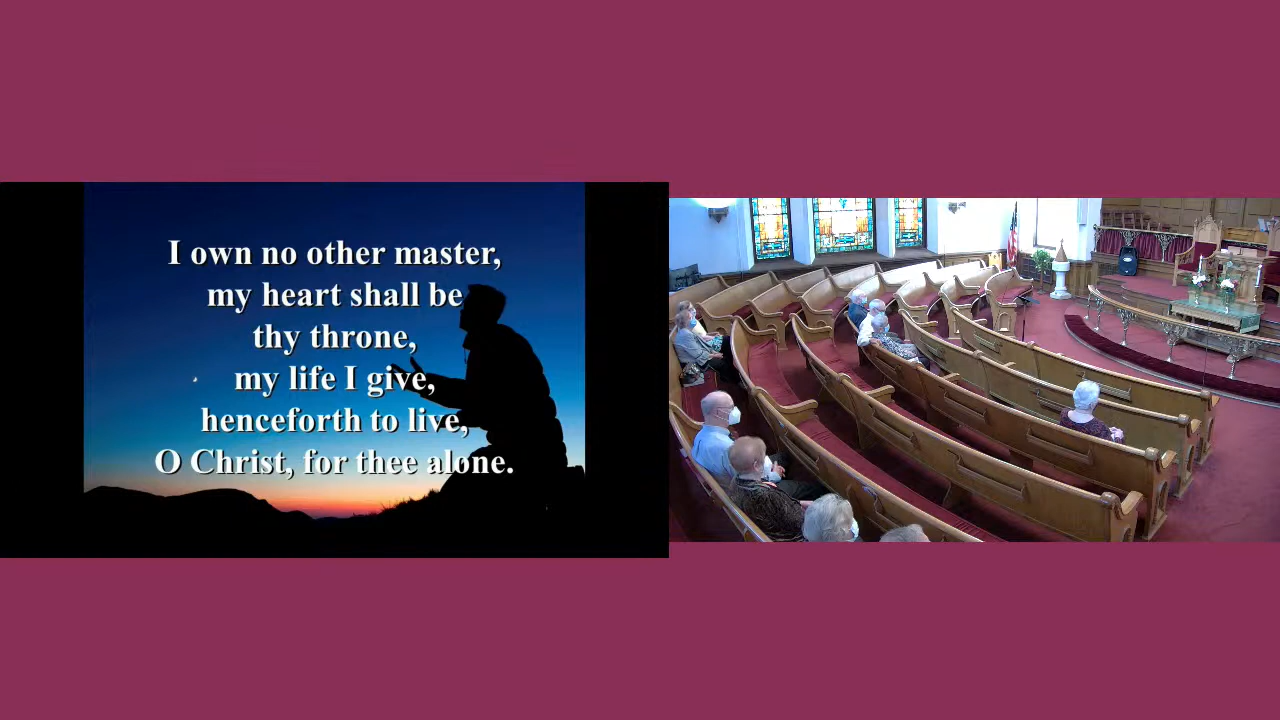 I own no other master,
my heart shall be
thy throne,
my life I give,
henceforth to live,
O Christ, for thee alone.